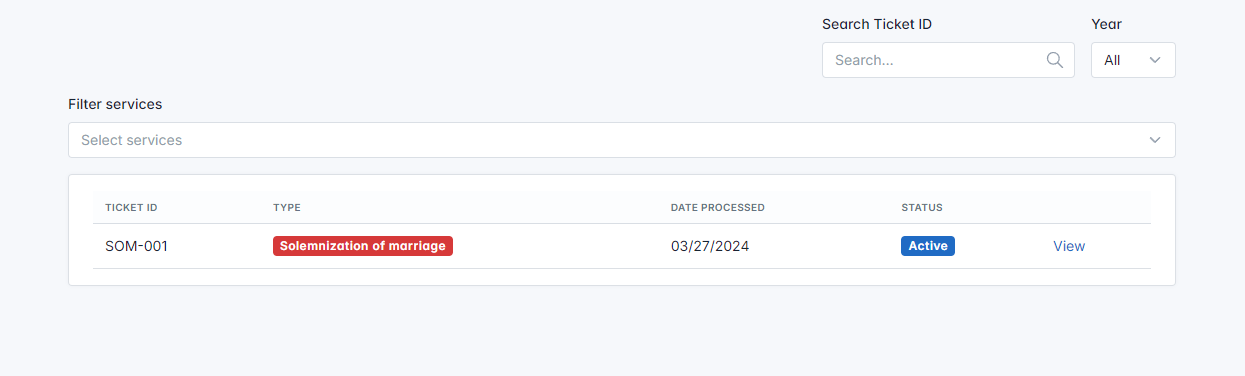 Search Ticket ID Year
Search... All
Filter services
Select services
TICKET ID TYPE DATE PROCESSED STATUS
SOM-001 Solemnization of marriage 03/27/2024 Active View